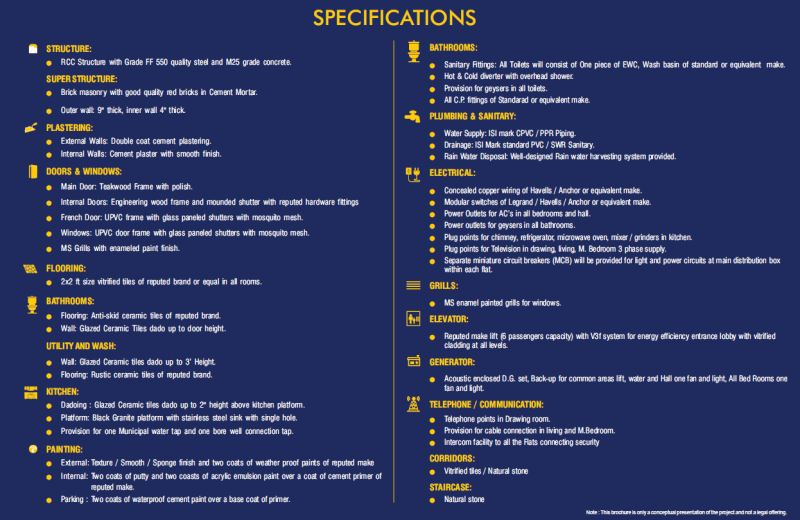 SPECIFICATIONS
STRUCTURE:
RCC Structure with Grade FF 550 quality steel and M25 grade concrete.
SUPER STRUCTURE:
Brick masonry with good quality red bricks in Cement Mortar.
Outer wall: 9" thick, inner wall 4" thick.
PLASTERING:
External Walls: Double coat cement plastering.
Internal Walls: Cement plaster with smooth finish.
DOORS & WINDOWS:
Main Door: Teakwood Frame with polish.
Internal Doors: Engineering wood frame and mounded shutter with reputed hardware fittings
French Door: UPVC frame with glass paneled shutters with mosquito mesh.
Windows: UPVC door frame with glass paneled shutters with mosquito mesh.
MS Grills with enameled paint finish.
FLOORING:
2x2 ft size vitrified tiles of reputed brand or equal in all rooms.
BATHROOMS:
Flooring: Anti-skid ceramic tiles of reputed brand.
Wall: Glazed Ceramic Tiles dado up to door height.
UTILITY AND WASH:
Wall: Glazed Ceramic tiles dado up to 3' Height.
Flooring: Rustic ceramic tiles of reputed brand.
KITCHEN:
Dadoing : Glazed Ceramic tiles dado up to 2" height above kitchen platform.
Platform: Black Granite platform with stainless steel sink with single hole.
Provision for one Municipal water tap and one bore well connection tap.
PAINTING:
External: Texture / Smooth / Sponge finish and two coats of weather proof paints of reputed make
Internal: Two coats of putty and two coasts of acrylic emulsion paint over a coat of cement primer of
reputed make.
Parking : Two coats of waterproof cement paint over a base coat of primer.
BATHROOMS:
Sanitary Fittings: All Toilets will consist of One piece of EWC, Wash basin of standard or equivalent make.
Hot & Cold diverter with overhead shower.
Provision for geysers in all toilets.
All C.P. fittings of Standarad or equivalent make.
PLUMBING & SANITARY:
Water Supply: ISI mark CPVC / PPR Piping.
Drainage: ISI Mark standard PVC / SWR Sanitary.
Rain Water Disposal: Well-designed Rain water harvesting system provided.
ELECTRICAL:
Concealed copper wiring of Havells / Anchor or equivalent make.
Modular switches of Legrand / Havells / Anchor or equivalent make.
Power Outlets for AC's in all bedrooms and hall.
Power outlets for geysers in all bathrooms.
Plug points for chimney, refrigerator, microwave oven, mixer / grinders in kitchen.
Plug points for Television in drawing, living, M. Bedroom 3 phase supply.
Separate miniature circuit breakers (MCB) will be provided for light and power circuits at main distribution box
within each flat.
GRILLS:
MS enamel painted grills for windows.
ELEVATOR:
Reputed make lift (6 passengers capacity) with V3f system for energy efficiency entrance lobby with vitrified
cladding at all levels.
GENERATOR:
Acoustic enclosed D.G. set, Back-up for common areas lift, water and Hall one fan and light, All Bed Rooms one
fan and light.
TELEPHONE / COMMUNICATION:
Telephone points in Drawing room.
Provision for cable connection in living and M.Bedroom.
Intercom facility to all the Flats connecting security
CORRIDORS:
Vitrified tiles / Natural stone
STAIRCASE:
Natural stone
Note : This brochure is only a conceptual presentation of the project and not a legal offering.